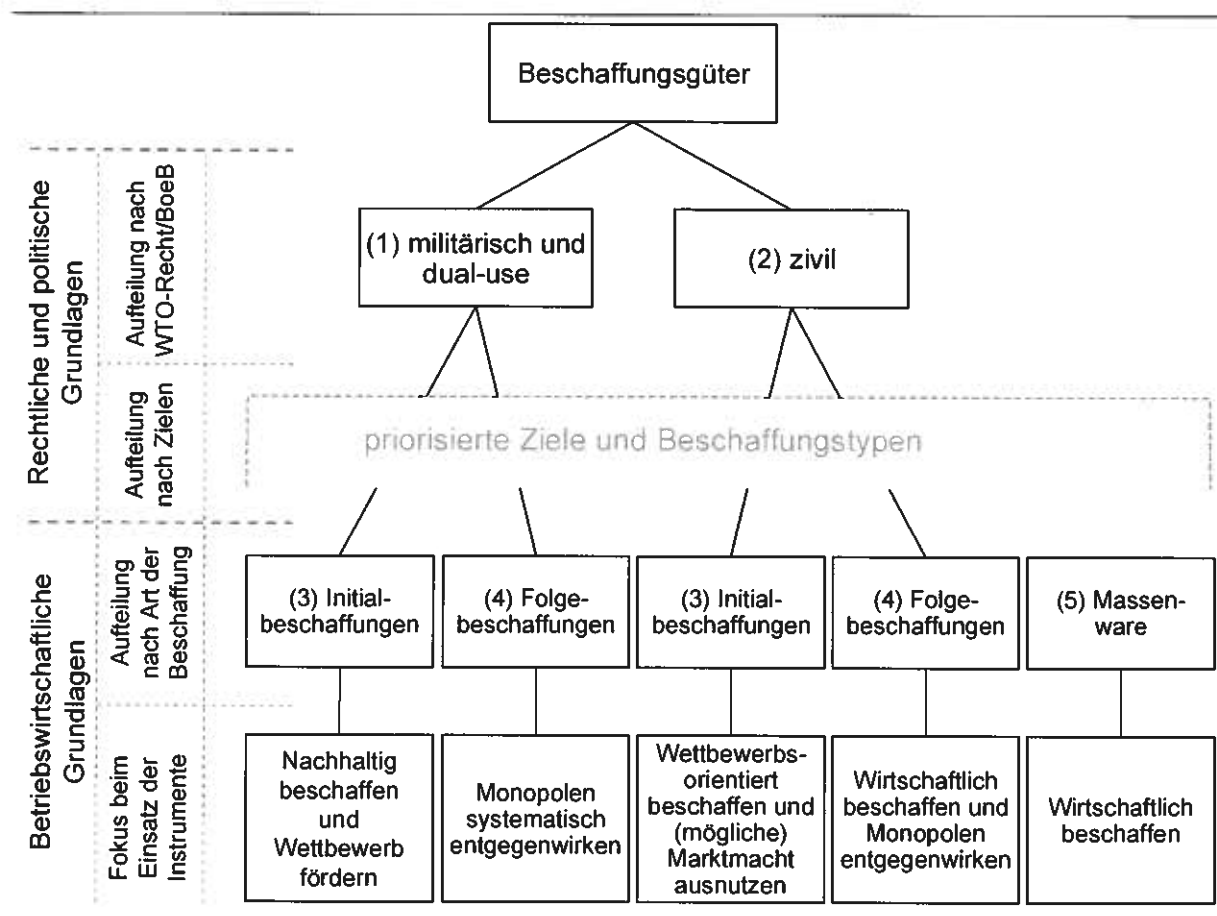 Beschaffungsgüter
Rechtliche und politische
Grundlagen
Aufteilung nach
WTO-Recht/BoeB
(1) militärisch und
dual-use
(2) zivil
Aufteilung
nach Zielen
priorisierte Ziele und Beschaffungstypen
Betriebswirtschaftliche
Grundlagen
Aufteilung
nach Art der
Beschaffung
(3) Initial-
beschaffungen
(4) Folge-
beschaffungen
(3) Initial-
beschaffungen
(4) Folge-
beschaffungen
(5) Massen-
ware
Fokus beim
Einsatz der
Instrumente
Nachhaltig
beschaffen
und
Wettbewerb
fördern
Monopolen
systematisch
entgegenwirken
Wettbewerbs-
orientiert
beschaffen und
(mögliche)
Marktmacht
ausnutzen
Wirtschaftlich
beschaffen und
Monopolen
entgegenwirken
Wirtschaftlich
beschaffen